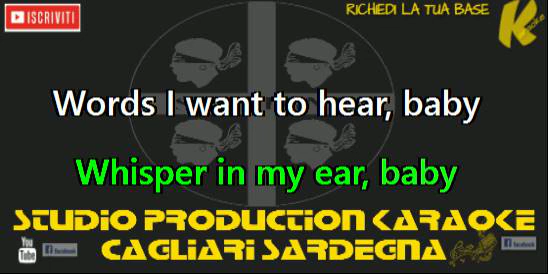 ISCRIVITI
RICHIEDI LA TUA BASE
Karaoke
Words I want to hear, baby
Whisper in my ear, baby
STUDIO PRODUCTION KARAOKE
CAGLIARI SARDEGNA
You
Tube
facebook
facebook